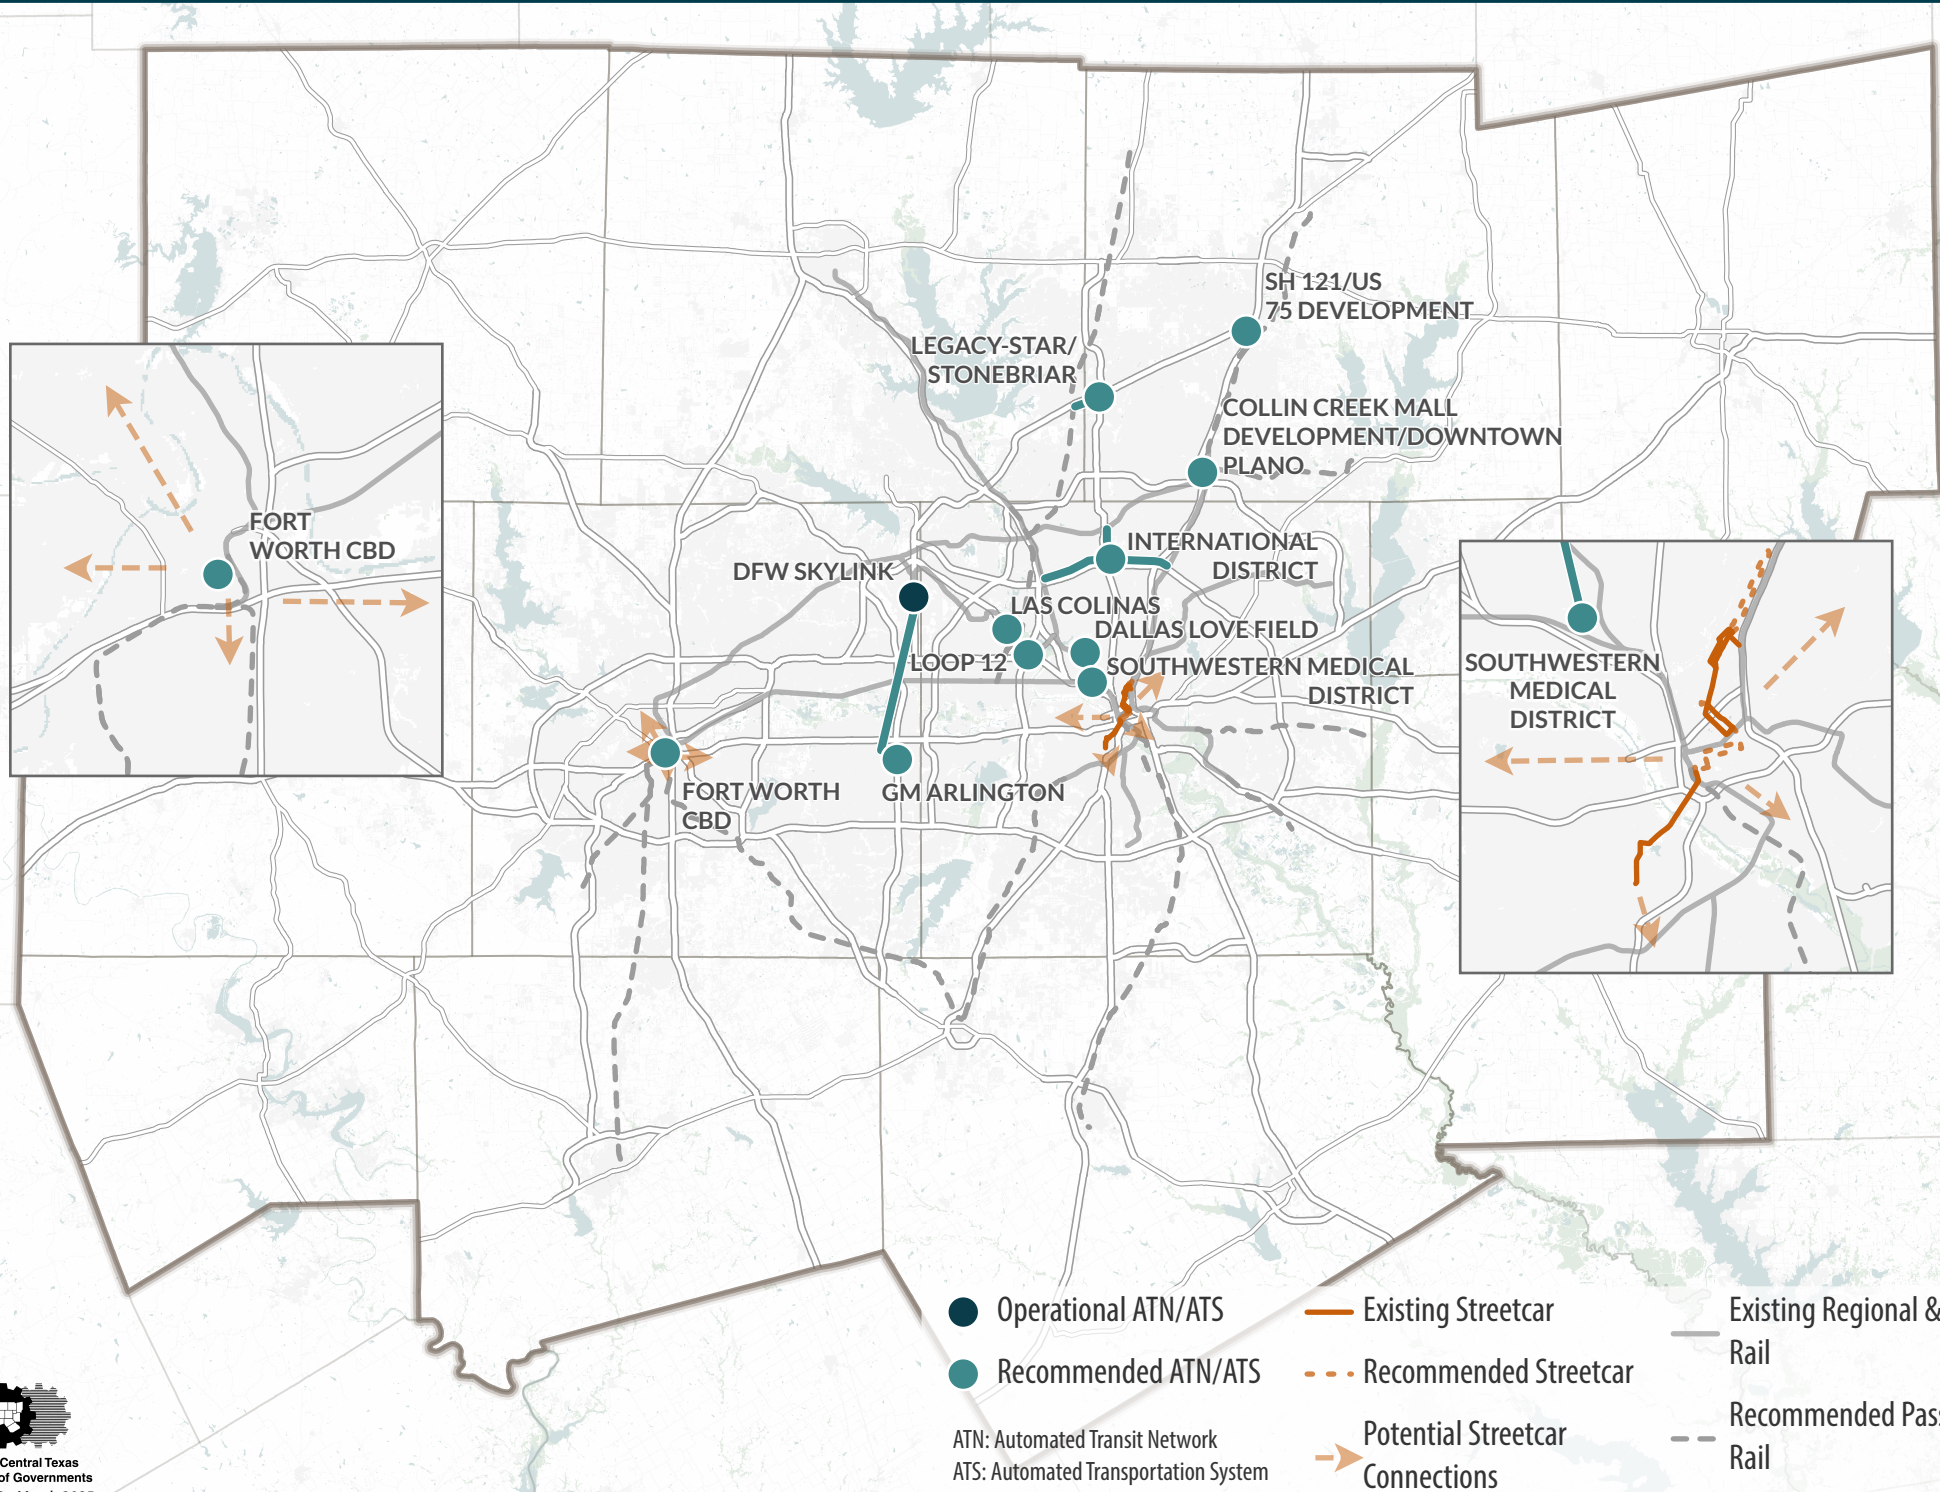 SH 121/US
75 DEVELOPMENT
LEGACY-STAR/
STONEBRIAR
COLLIN CREEK MALL
DEVELOPMENT/DOWNTOWN
PLANO
FORT
WORTH CBD
INTERNATIONAL
DISTRICT
DFW SKYLINK
LAS COLINAS
DALLAS LOVE FIELD
LOOP 12
SOUTHWESTERN MEDICAL
DISTRICT
SOUTHWESTERN
MEDICAL
DISTRICT
FORT WORTH
CBD
GM ARLINGTON
Operational ATN/ATS
Recommended ATN/ATS
ATN: Automated Transit Network
ATS: Automated Transportation System
Existing Streetcar
Recommended Streetcar
Potential Streetcar
Connections
Existing Regional &
Rail
Recommended Pas
Rail
Central Texas
of Governments